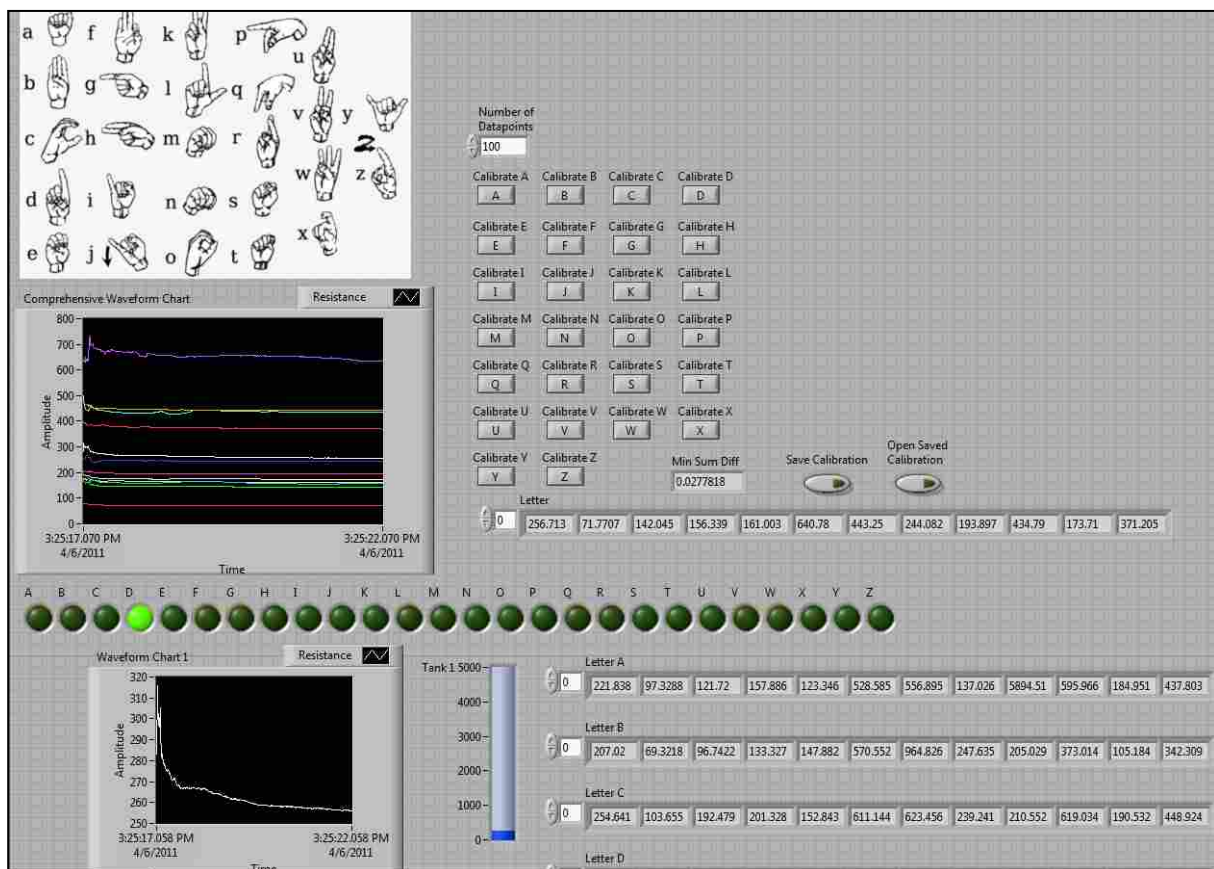 a f k p
u
b g l q
v y
c h m r
w z
d i n s
x
e j o t
Number of
Datapoints
100
Calibrate A Calibrate B Calibrate C Calibrate D
A B C D
Calibrate E Calibrate F Calibrate G Calibrate H
E F G H
Calibrate I Calibrate J Calibrate K Calibrate L
I J K L
Calibrate M Calibrate N Calibrate O Calibrate P
M N O P
Calibrate Q Calibrate R Calibrate S Calibrate T
Q R S T
Calibrate U Calibrate V Calibrate W Calibrate X
U V W X
Calibrate Y Calibrate Z
Y Z
Min Sum Diff
0.0277818
Save Calibration
Open Saved
Calibration
Letter
0 256.713 71.7707 142.045 156.339 161.003 640.78 443.25 244.082 193.897 434.79 173.71 371.205
Comprehensive Waveform Chart
Resistance
Amplitude
800
700
600
500
400
300
200
100
0
3:25:17.070 PM
4/6/2011
3:25:22.070 PM
4/6/2011
Time
A B C D E F G H I J K L M N O P Q R S T U V W X Y Z
Waveform Chart 1
Resistance
Amplitude
320
310
300
290
280
270
260
250
3:25:17.058 PM
4/6/2011
3:25:22.058 PM
4/6/2011
Time
Tank 1
5000
4000
3000
2000
1000
0
Letter A
0 221.838 97.3288 121.72 157.886 123.346 528.585 556.895 137.026 5894.51 595.966 184.951 437.803
Letter B
0 207.02 69.3218 96.7422 133.327 147.882 570.552 964.826 247.635 205.029 373.014 105.184 342.309
Letter C
0 254.641 103.655 192.479 201.328 152.843 611.144 623.456 239.241 210.552 619.034 190.532 448.924
Letter D